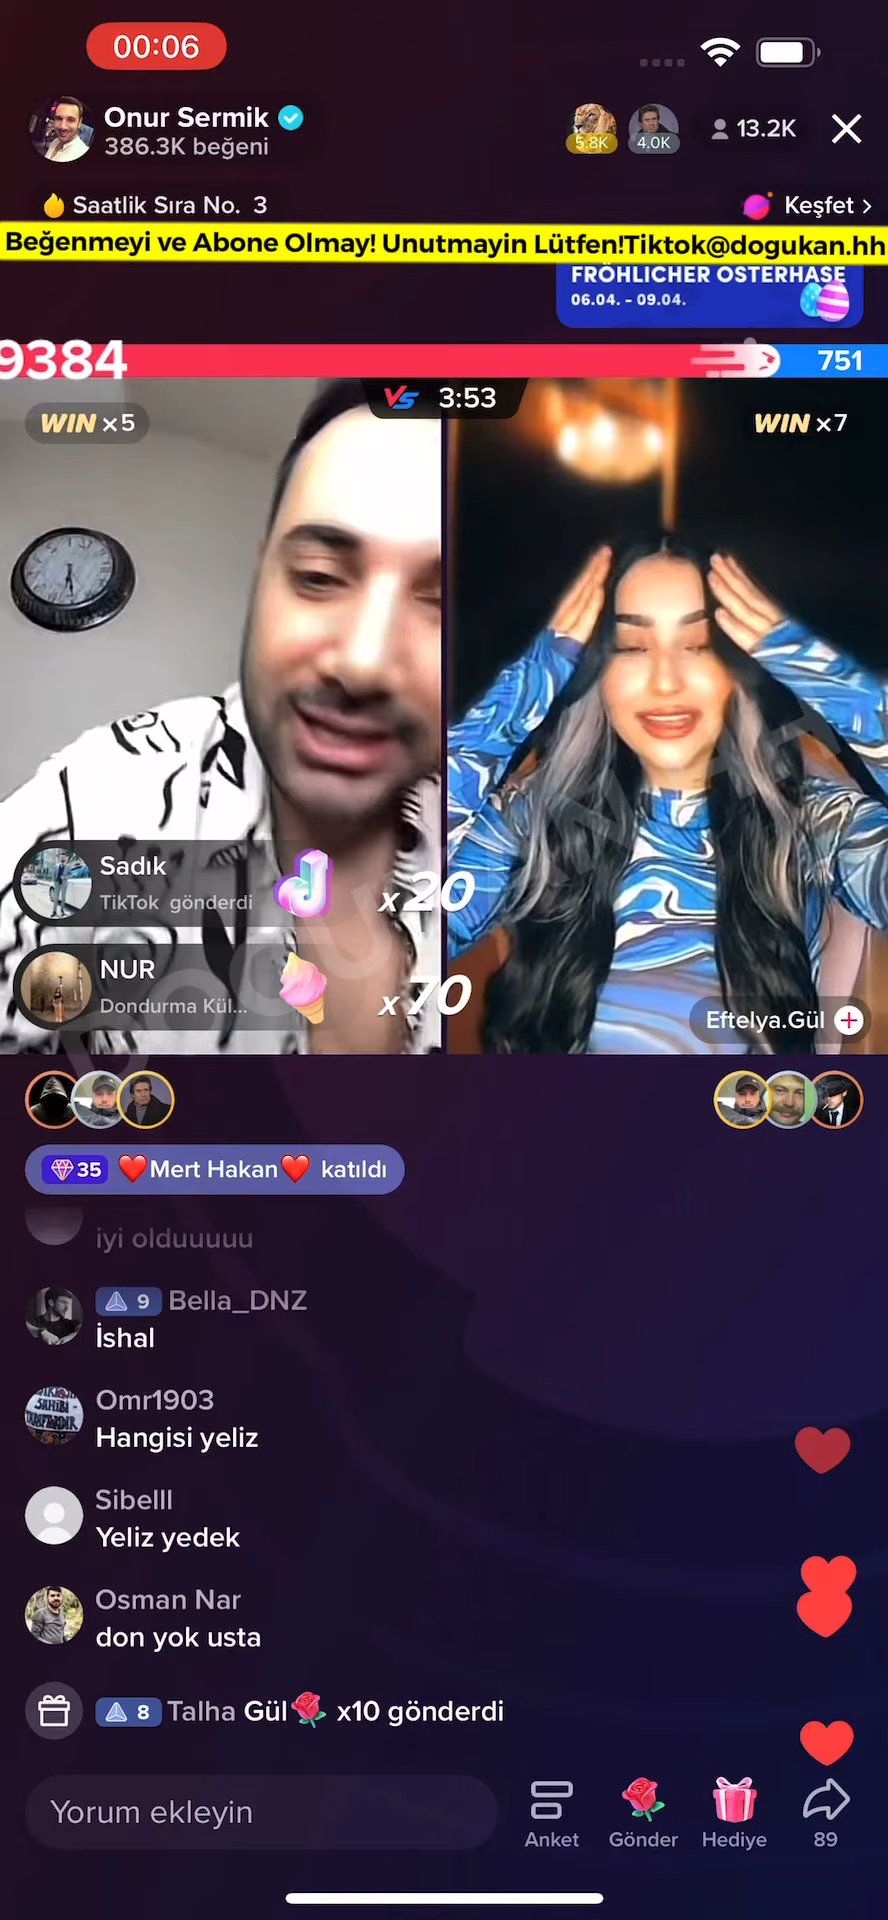 00:06
Onur Sermik
386.3K beğeni
5.8K
4.0K
13.2K
Saatlik Sıra No. 3
Keşfet >
Beğenmeyi ve Abone Olmay! Unutmayin Lütfen!Tiktok@dogukan.hh
FRÖHLICHER OSTERHASE
06.04. - 09.04.
9384
751
VS 3:53
WIN x5
WIN x7
Sadık
TikTok gönderdi
x20
NUR
Dondurma Kül...
x70
Eftelya.Gül
35 Mert Hakan katıldı
iyi olduuuuu
9 Bella_DNZ
İshal
Omr1903
Hangisi yeliz
Sibelll
Yeliz yedek
Osman Nar
don yok usta
8 Talha Gül x10 gönderdi
Yorum ekleyin
Anket
Gönder
Hediye
89